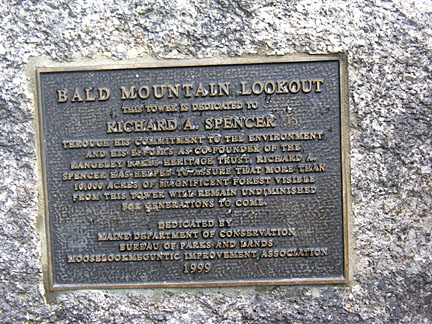 BALD MOUNTAIN LOOKOUT
THIS TOWER IS DEDICATED TO
RICHARD A. SPENCER
THROUGH HIS COMMITMENT TO THE ENVIRONMENT
AND HIS EFFORTS AS CO-FOUNDER OF THE
RANGELEY LAKES HERITAGE TRUST, RICHARD A.
SPENCER HAS HELPED TO ASSURE THAT MORE THAN
10,000 ACRES OF MAGNIFICENT FOREST VISIBLE
FROM THIS TOWER WILL REMAIN UNDIMINISHED
FOR GENERATIONS TO COME.
DEDICATED BY
MAINE DEPARTMENT OF CONSERVATION
BUREAU OF PARKS AND LANDS
IMPROVEMENT ASSOCIATION
1999